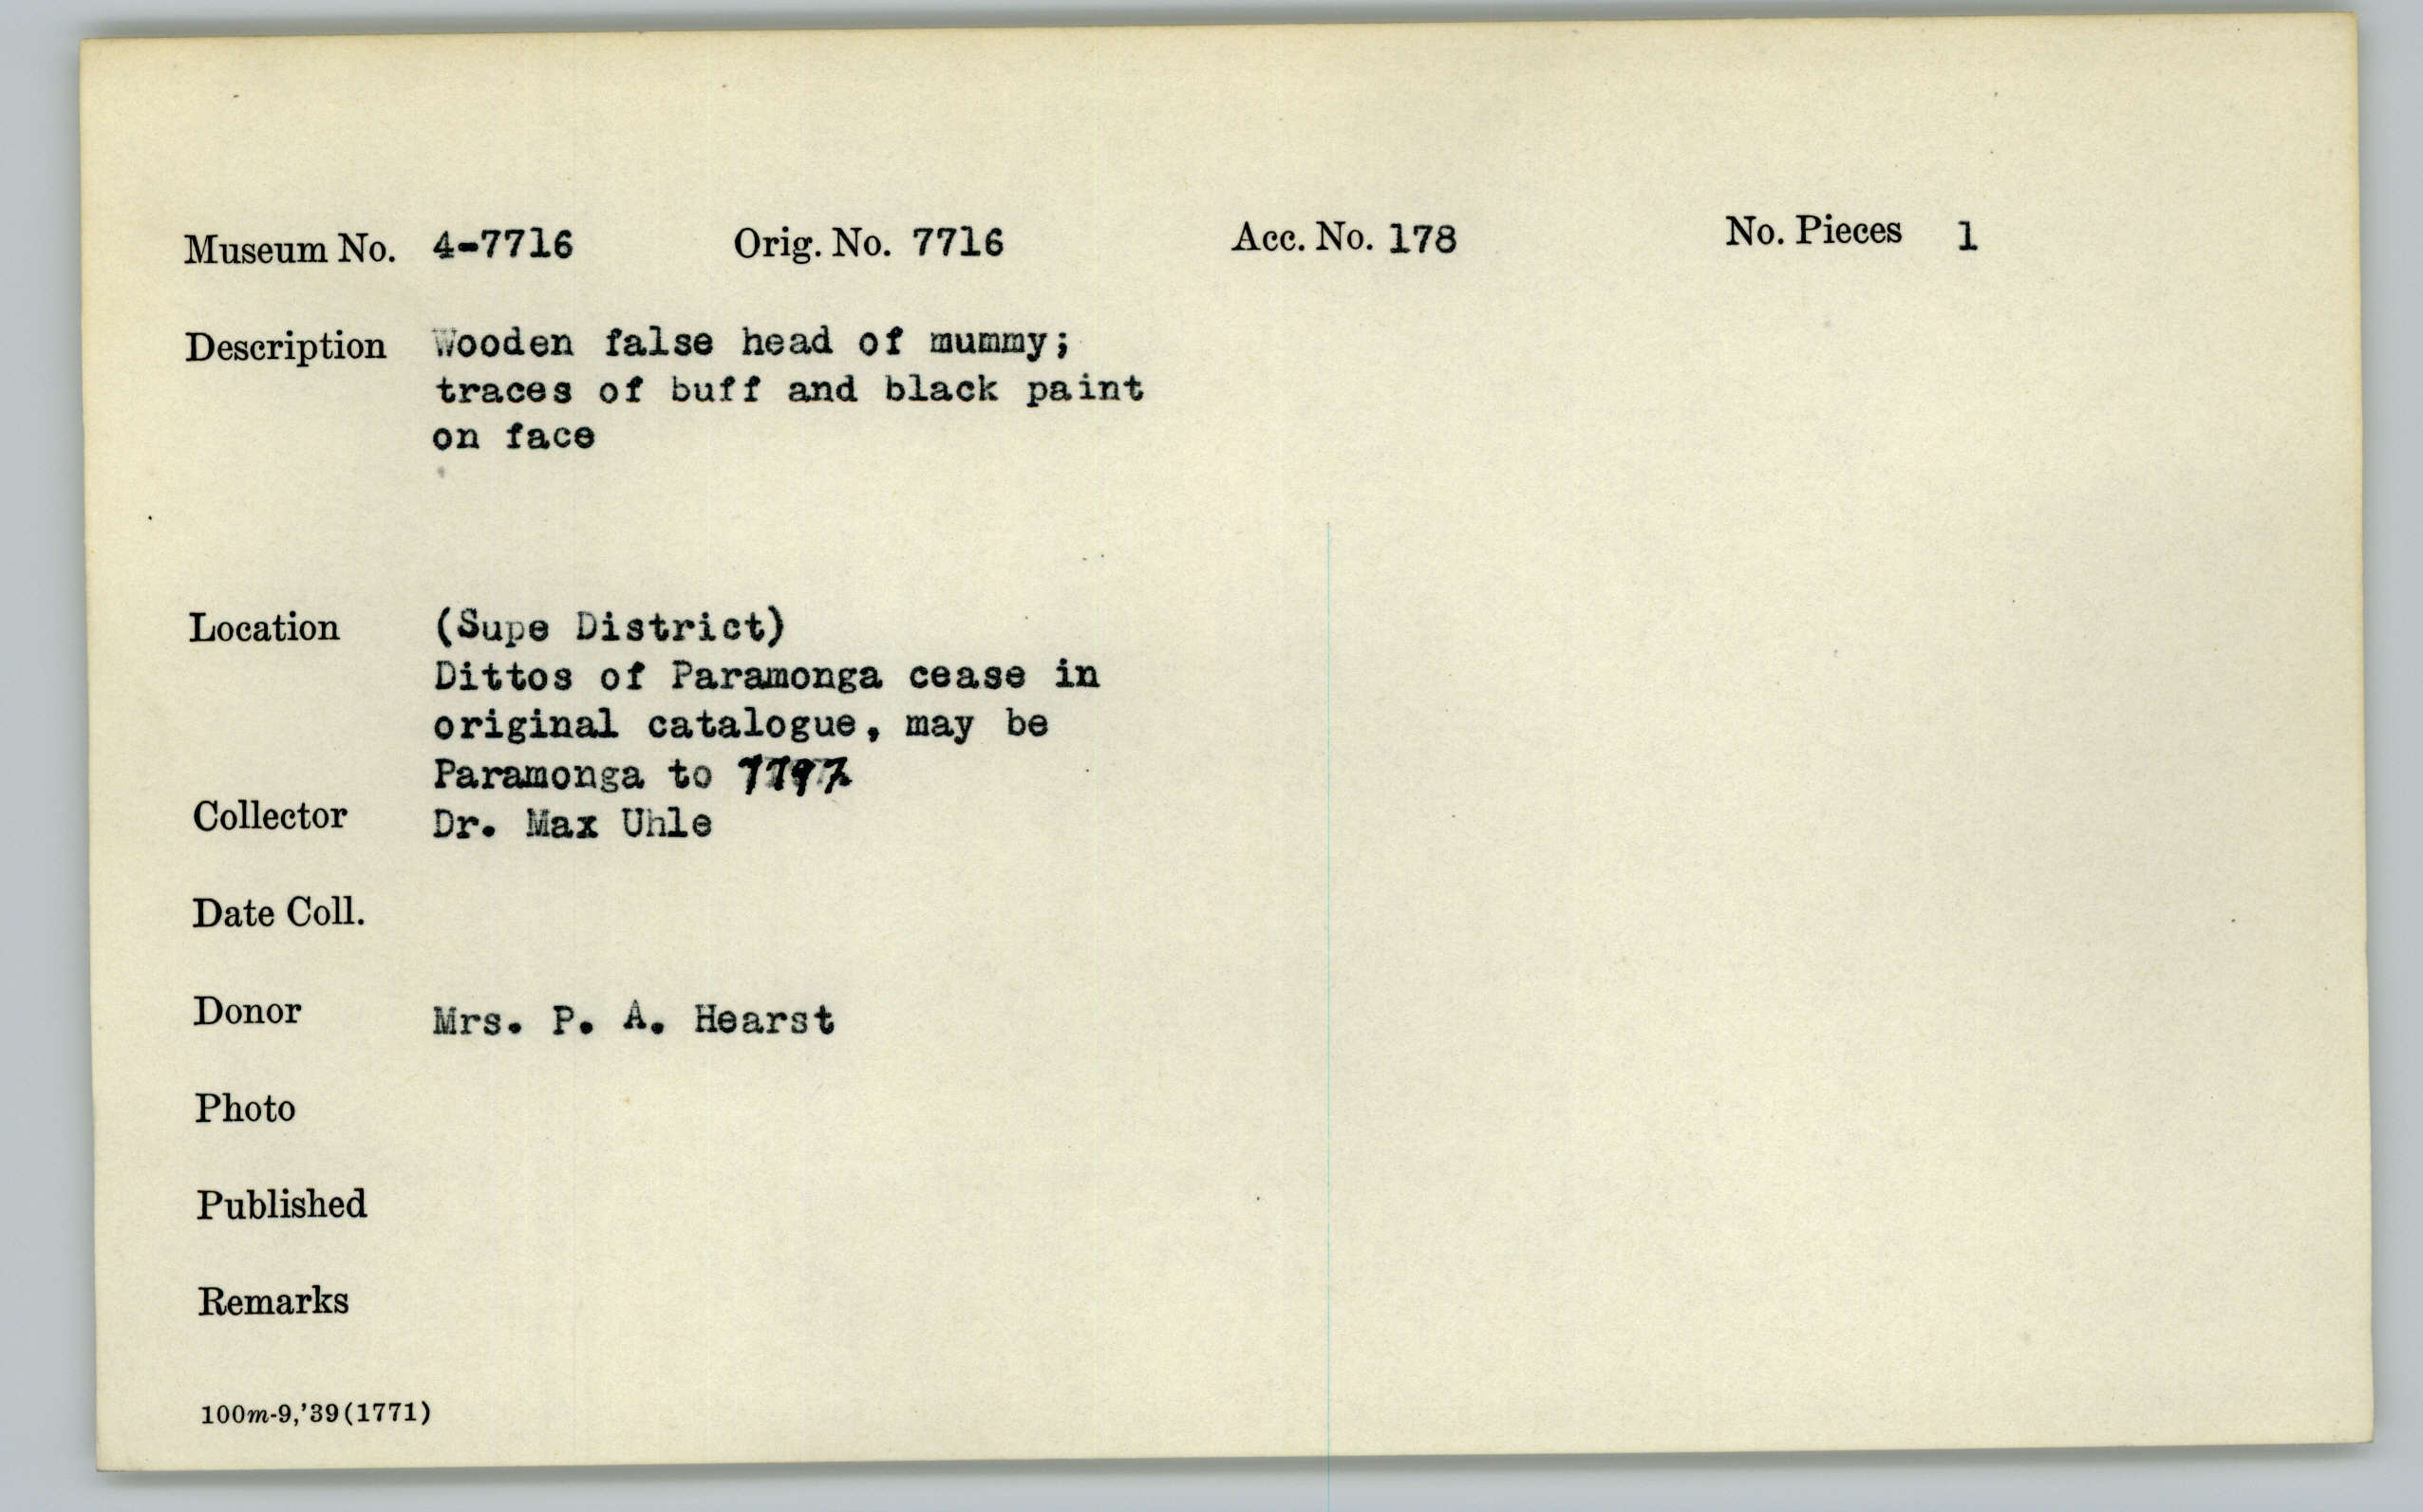 Museum No. 4-7716 Orig. No. 7716 Acc. No. 178 No. Pieces 1
Description Wooden false head of mummy;
traces of buff and black paint
on face
Location (Supe District)
Dittos of Paramonga cease in
original catalogue, may be
Paramonga to
Collector Dr. Max Uhle
Date Coll.
Donor Mrs. P. A. Hearst
Photo
Published
Remarks
100m-9,'39(1771)